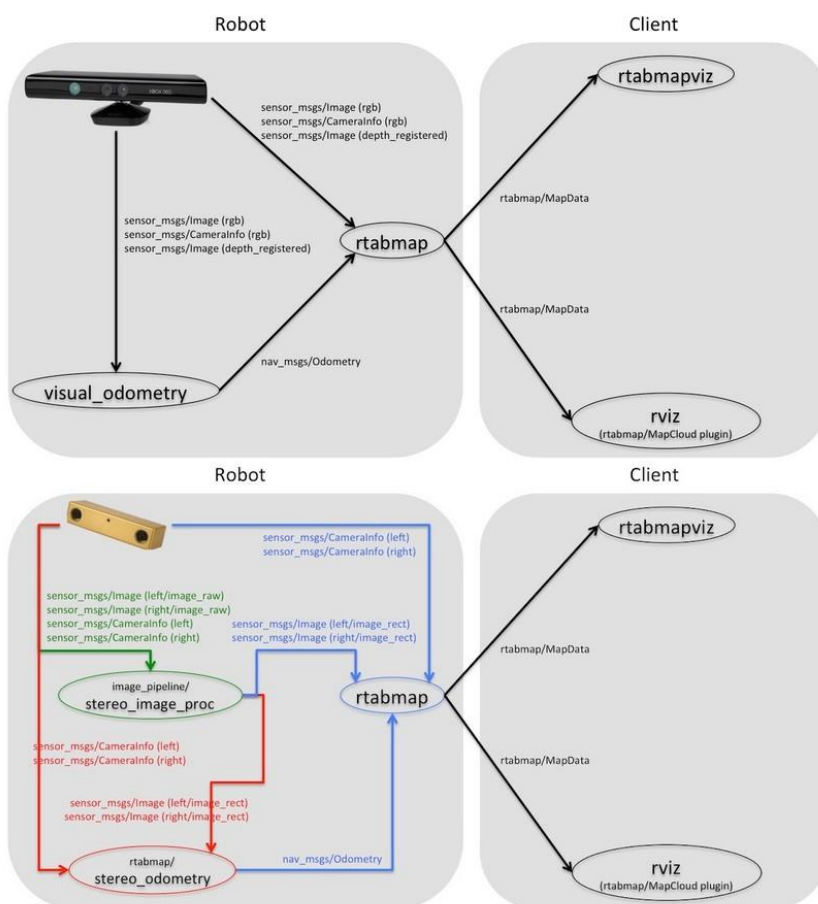 Robot
Client
XBOX 360
rtabmapviz
sensor_msgs/Image (rgb)
sensor_msgs/CameraInfo (rgb)
sensor_msgs/Image (depth_registered)
rtabmap/MapData
sensor_msgs/Image (rgb)
sensor_msgs/CameraInfo (rgb)
sensor_msgs/Image (depth_registered)
rtabmap
rtabmap/MapData
nav_msgs/Odometry
visual_odometry
rviz
(rtabmap/MapCloud plugin)
Robot
Client
rtabmapviz
sensor_msgs/CameraInfo (left)
sensor_msgs/CameraInfo (right)
sensor_msgs/Image (left/image_raw)
sensor_msgs/Image (right/image_raw)
sensor_msgs/CameraInfo (left)
sensor_msgs/CameraInfo (right)
sensor_msgs/Image (left/image_rect)
sensor_msgs/Image (right/image_rect)
rtabmap/MapData
image_pipeline/
stereo_image_proc
rtabmap
sensor_msgs/CameraInfo (left)
sensor_msgs/CameraInfo (right)
rtabmap/MapData
sensor_msgs/Image (left/image_rect)
sensor_msgs/Image (right/image_rect)
rtabmap/
stereo_odometry
nav_msgs/Odometry
rviz
(rtabmap/MapCloud plugin)